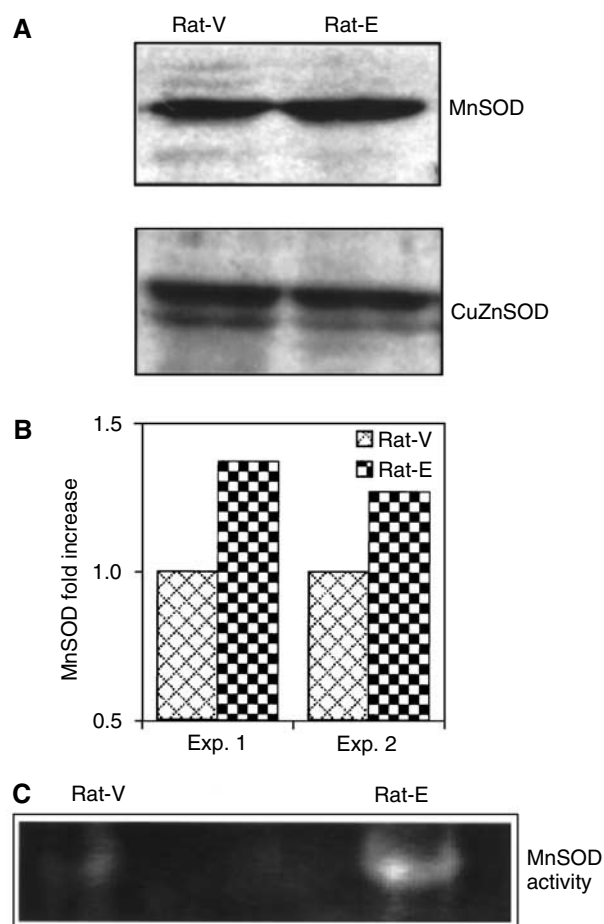 A
Rat-V Rat-E
MnSOD
CuZnSOD
B
1.5
Rat-V
Rat-E
MnSOD fold increase
1.0
0.5
Exp. 1 Exp. 2
C
Rat-V Rat-E
MnSOD
activity